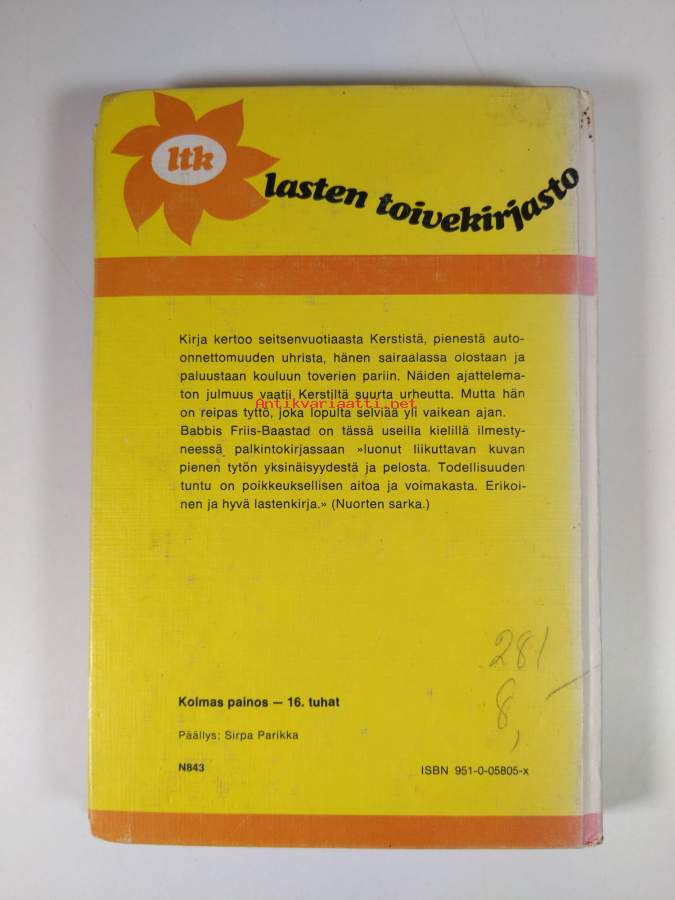 ltk
lasten toivekirjasto
Kirja kertoo seitsenvuotiaasta Kerstistä, pienestä auto-
onnettomuuden uhrista, hänen sairaalassa olostaan ja
paluustaan kouluun toverien pariin. Näiden ajattelema-
ton julmuus vaatii Kerstiltä suurta urheutta. Mutta hän
Antikvariaatti.net
on reipas tyttö, joka lopulta selviää yli vaikean ajan.
Babbis Friis-Baastad on tässä useilla kielillä ilmesty-
neessä palkintokirjassaan »luonut liikuttavan kuvan
pienen tytön yksinäisyydestä ja pelosta. Todellisuuden
tuntu on poikkeuksellisen aitoa ja voimakasta. Erikoi-
nen ja hyvä lastenkirja.» (Nuorten sarka.)
281
8,
Kolmas painos — 16. tuhat
Päällys: Sirpa Parikka
N843
ISBN 951-0-05805-x